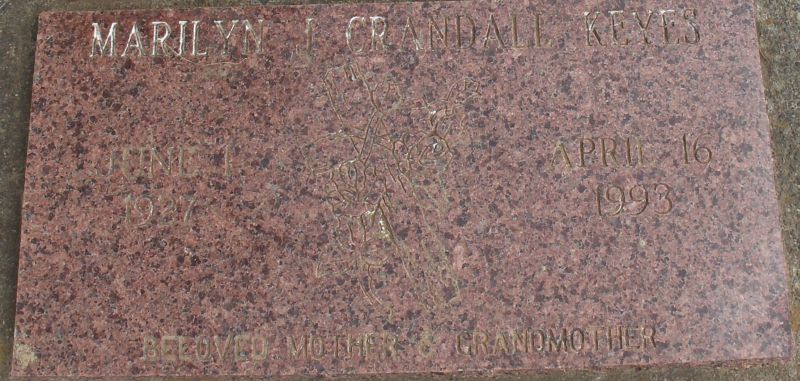 MARILYN J CRANDALL KEYES
JUNE 1
1927
APRIL 16
1993
BELOVED MOTHER & GRANDMOTHER